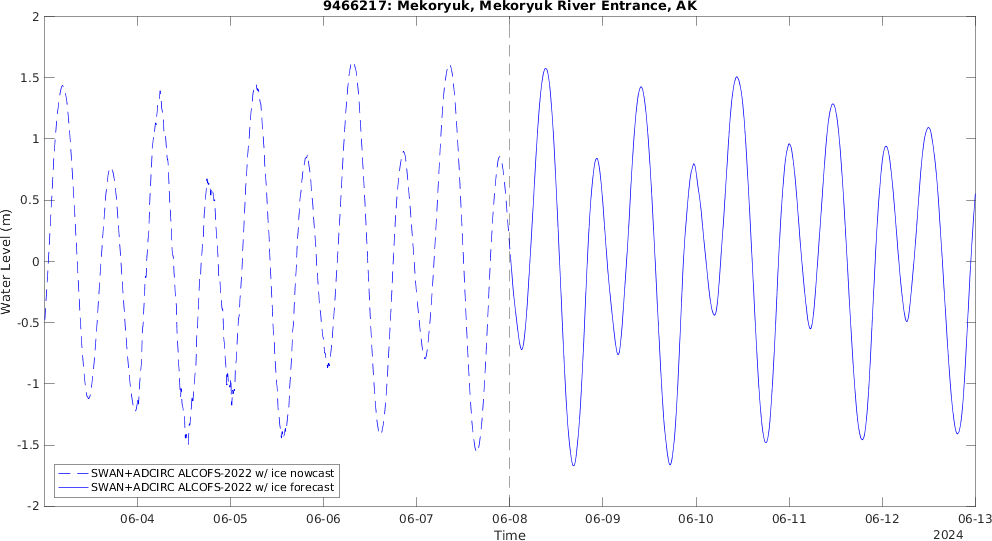 9466217: Mekoryuk, Mekoryuk River Entrance, AK
2
1.5
1
0.5
0
-0.5
-1
-1.5
-2
Water Level (m)
SWAN+ADCIRC ALCOFS-2022 w/ ice nowcast
SWAN+ADCIRC ALCOFS-2022 w/ ice forecast
06-04 06-05 06-06 06-07 06-08 06-09 06-10 06-11 06-12 06-13
Time
2024